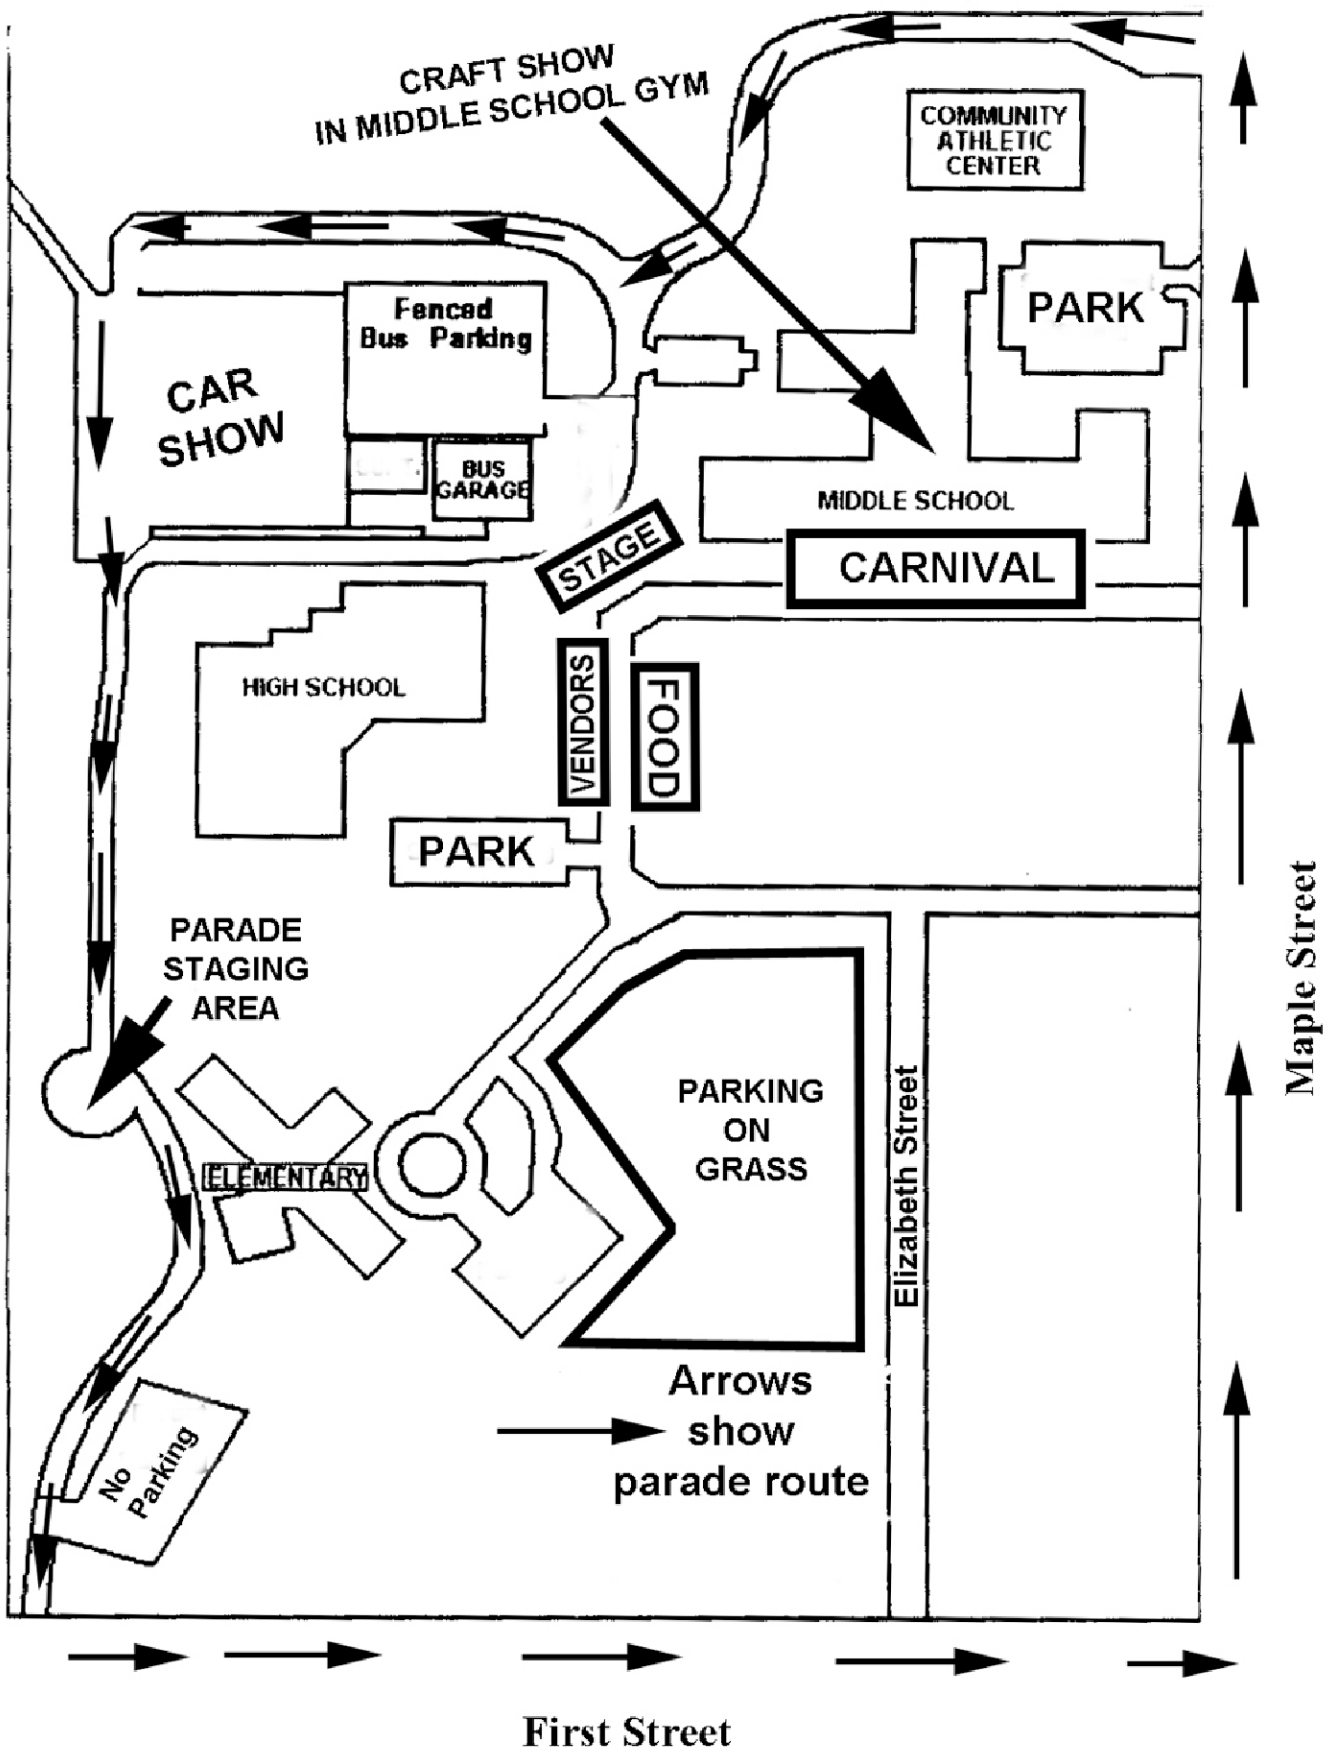 CRAFT SHOW
IN MIDDLE SCHOOL GYM
COMMUNITY
ATHLETIC
CENTER
PARK
Fenced
Bus Parking
CAR
SHOW
BUS
GARAGE
MIDDLE SCHOOL
STAGE
CARNIVAL
HIGH SCHOOL
VENDORS
FOOD
PARK
PARADE
STAGING
AREA
PARKING
ON
GRASS
Elizabeth Street
Maple Street
ELEMENTARY
Arrows
show
parade route
No
Parking
First Street